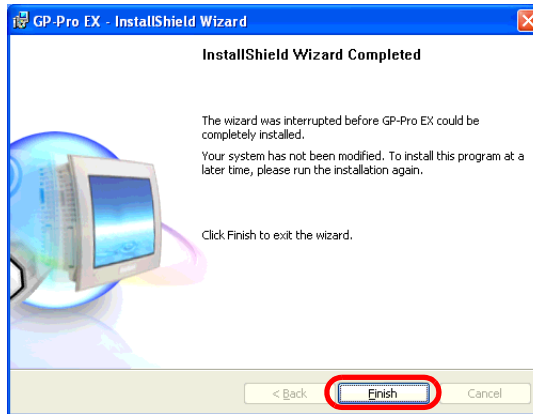 GP-Pro EX - InstallShield Wizard
InstallShield Wizard Completed
The wizard was interrupted before GP-Pro EX could be
completely installed.
Your system has not been modified. To install this program at a
later time, please run the installation again.
Click Finish to exit the wizard.
< Back Finish Cancel